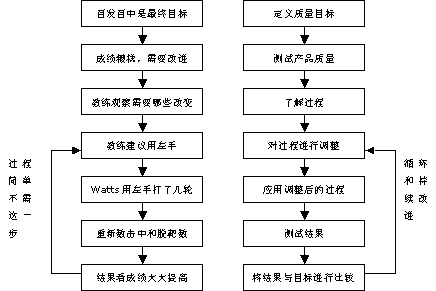 百发百中是最终目标
成绩糟糕，需要改进
教练观察需要哪些改变
教练建议用左手
Watts 用左手打了几轮
重新数击中和脱靶数
结果看成绩大大提高
过程
简单
不需
这一
步
定义质量目标
测试产品质量
了解过程
对过程进行调整
应用调整后的过程
测试结果
将结果与目标进行比较
循环
和持
续改
进